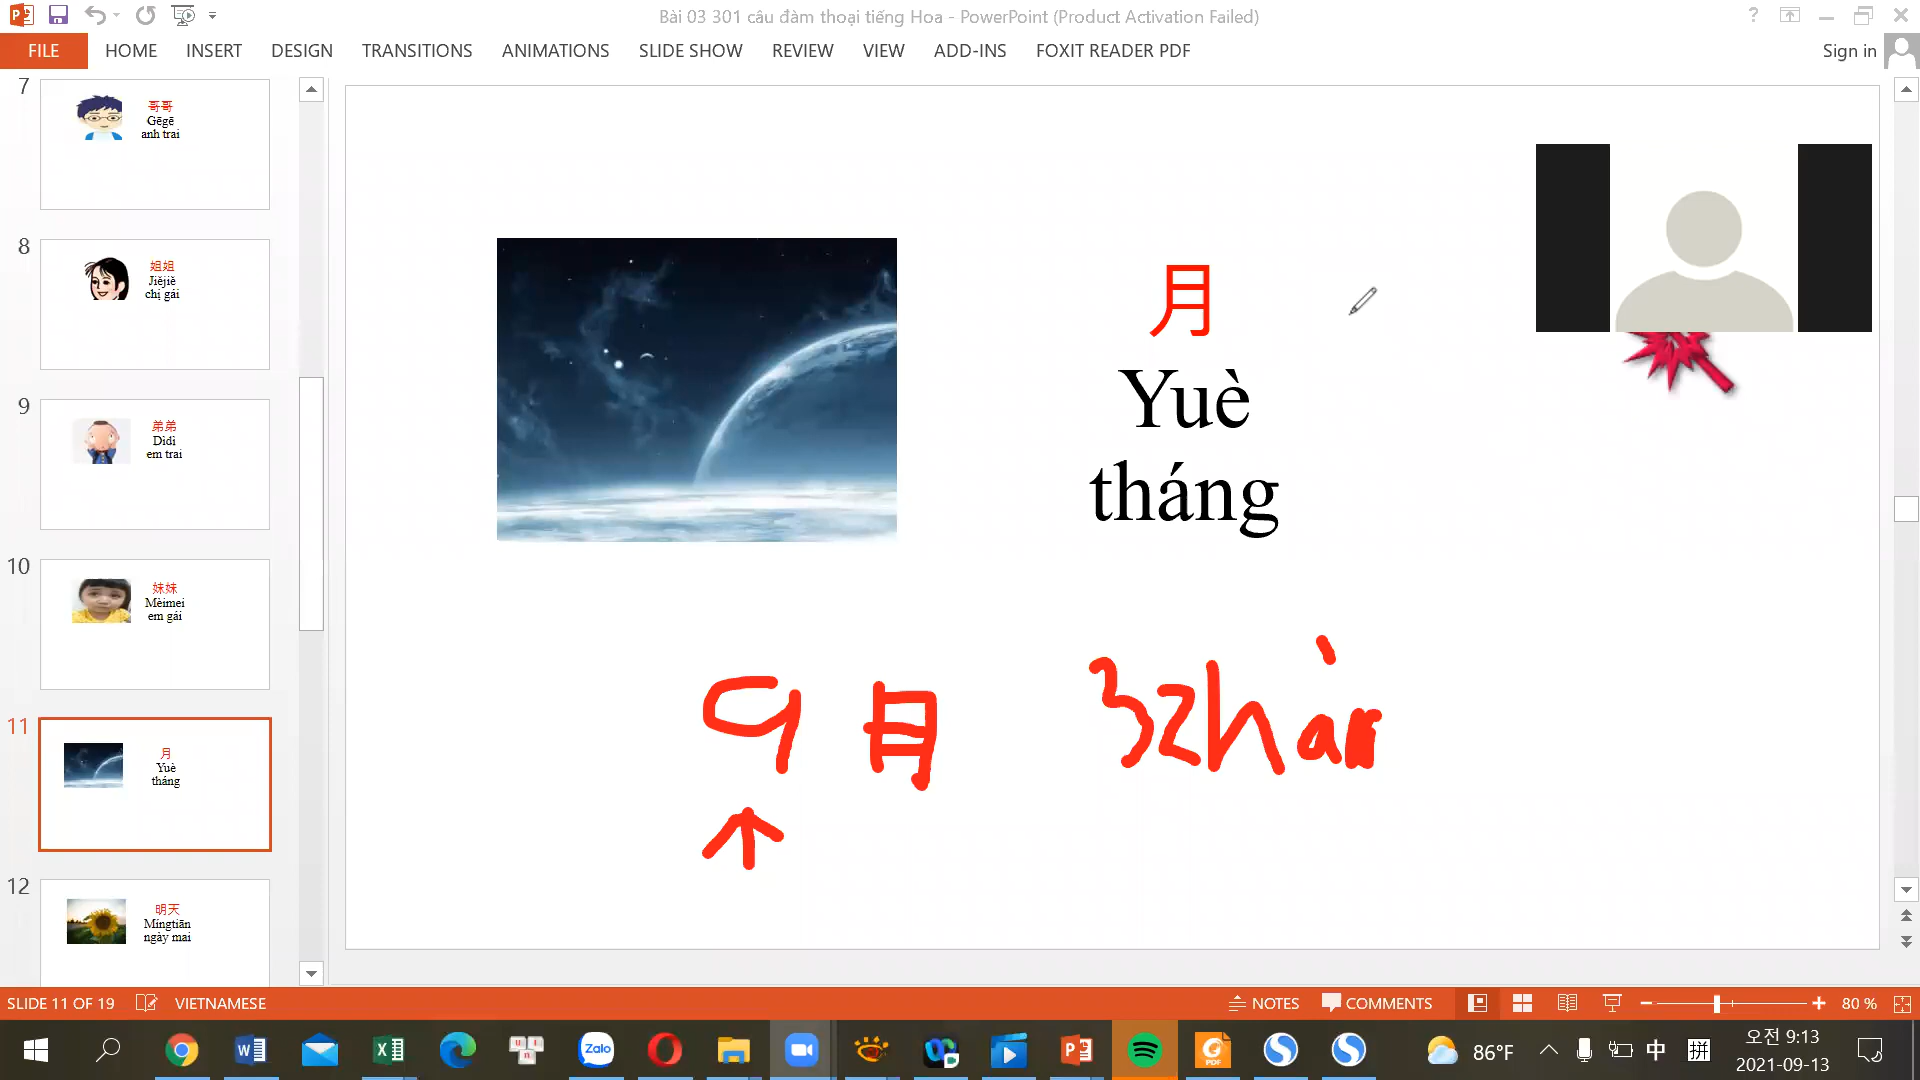 Bài 03 301 câu đàm thoại tiếng Hoa - PowerPoint (Product Activation Failed)
FILE HOME INSERT DESIGN TRANSITIONS ANIMATIONS SLIDE SHOW REVIEW VIEW ADD-INS FOXIT READER PDF Sign in
7
哥哥
Gēgē
anh trai
8
姐姐
Jiějiě
chị gái
9
弟弟
Dìdì
em trai
10
妹妹
Mèimei
em gái
11
月
Yuè
tháng
12
明天
Míngtiān
ngày mai
月
Yuè
tháng
9月
SLIDE 11 OF 19 VIETNAMESE NOTES COMMENTS 80 %
Zalo
86°F 中 拼
오전 9:13
2021-09-13